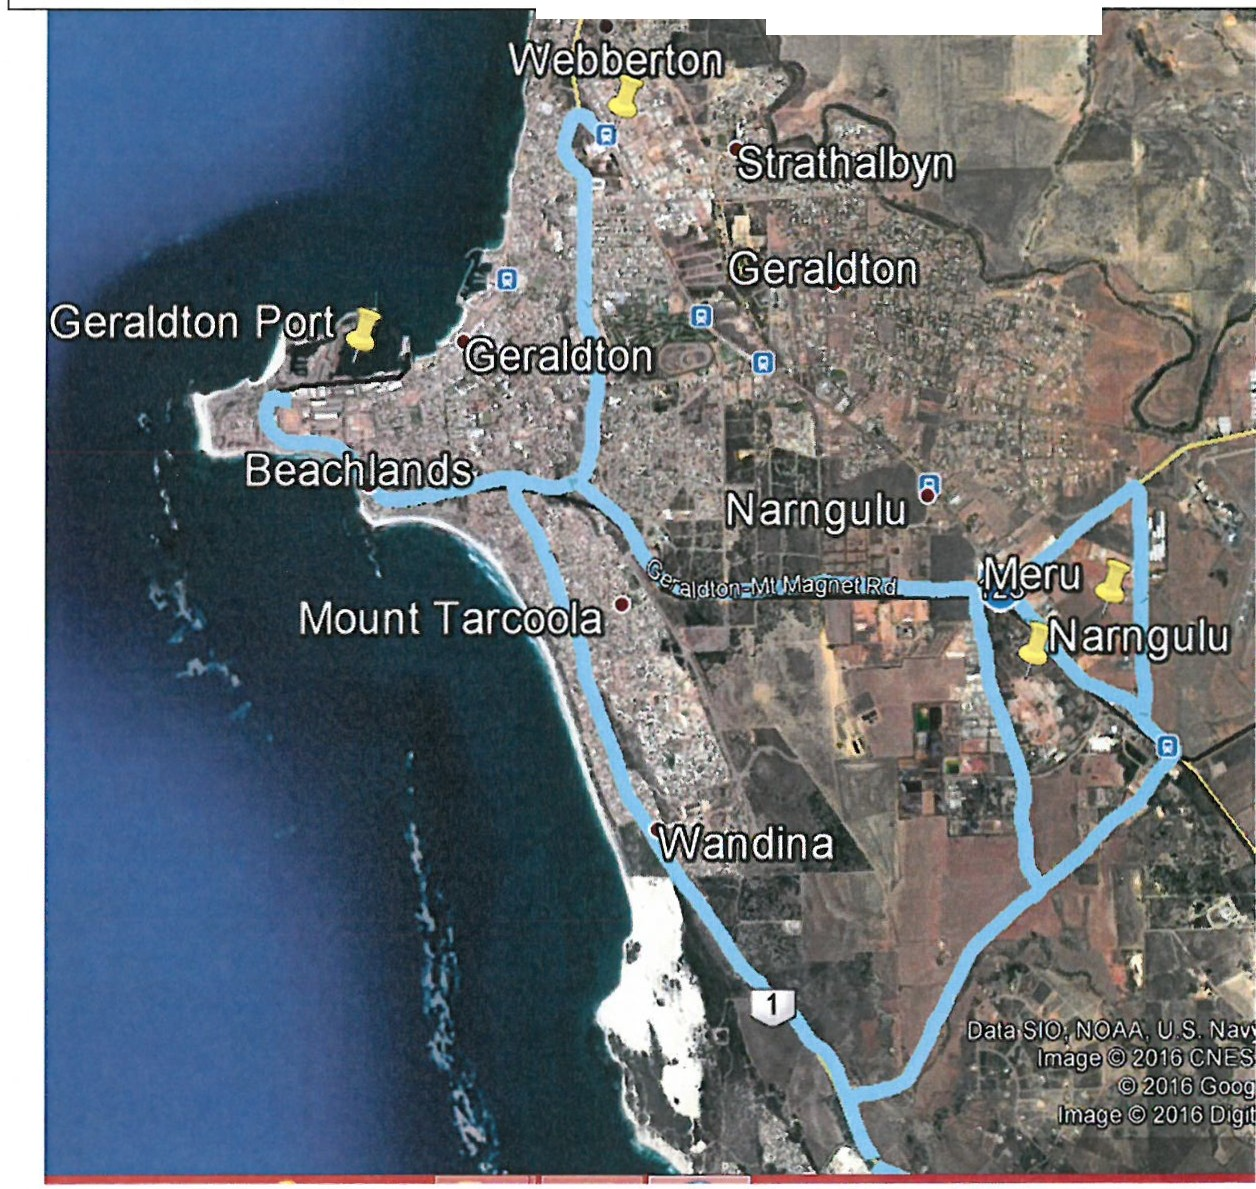 Webberton
Strathalbyn
Geraldton
Geraldton Port
Geraldton
Beachlands
Narngulu
Geraldton-Mt Magnet Rd
Meru
Mount Tarcoola
Narngulu
Wandina
1
Data SIO, NOAA, U.S. Navy
Image © 2016 CNES
© 2016 Goog
Image © 2016 Digit